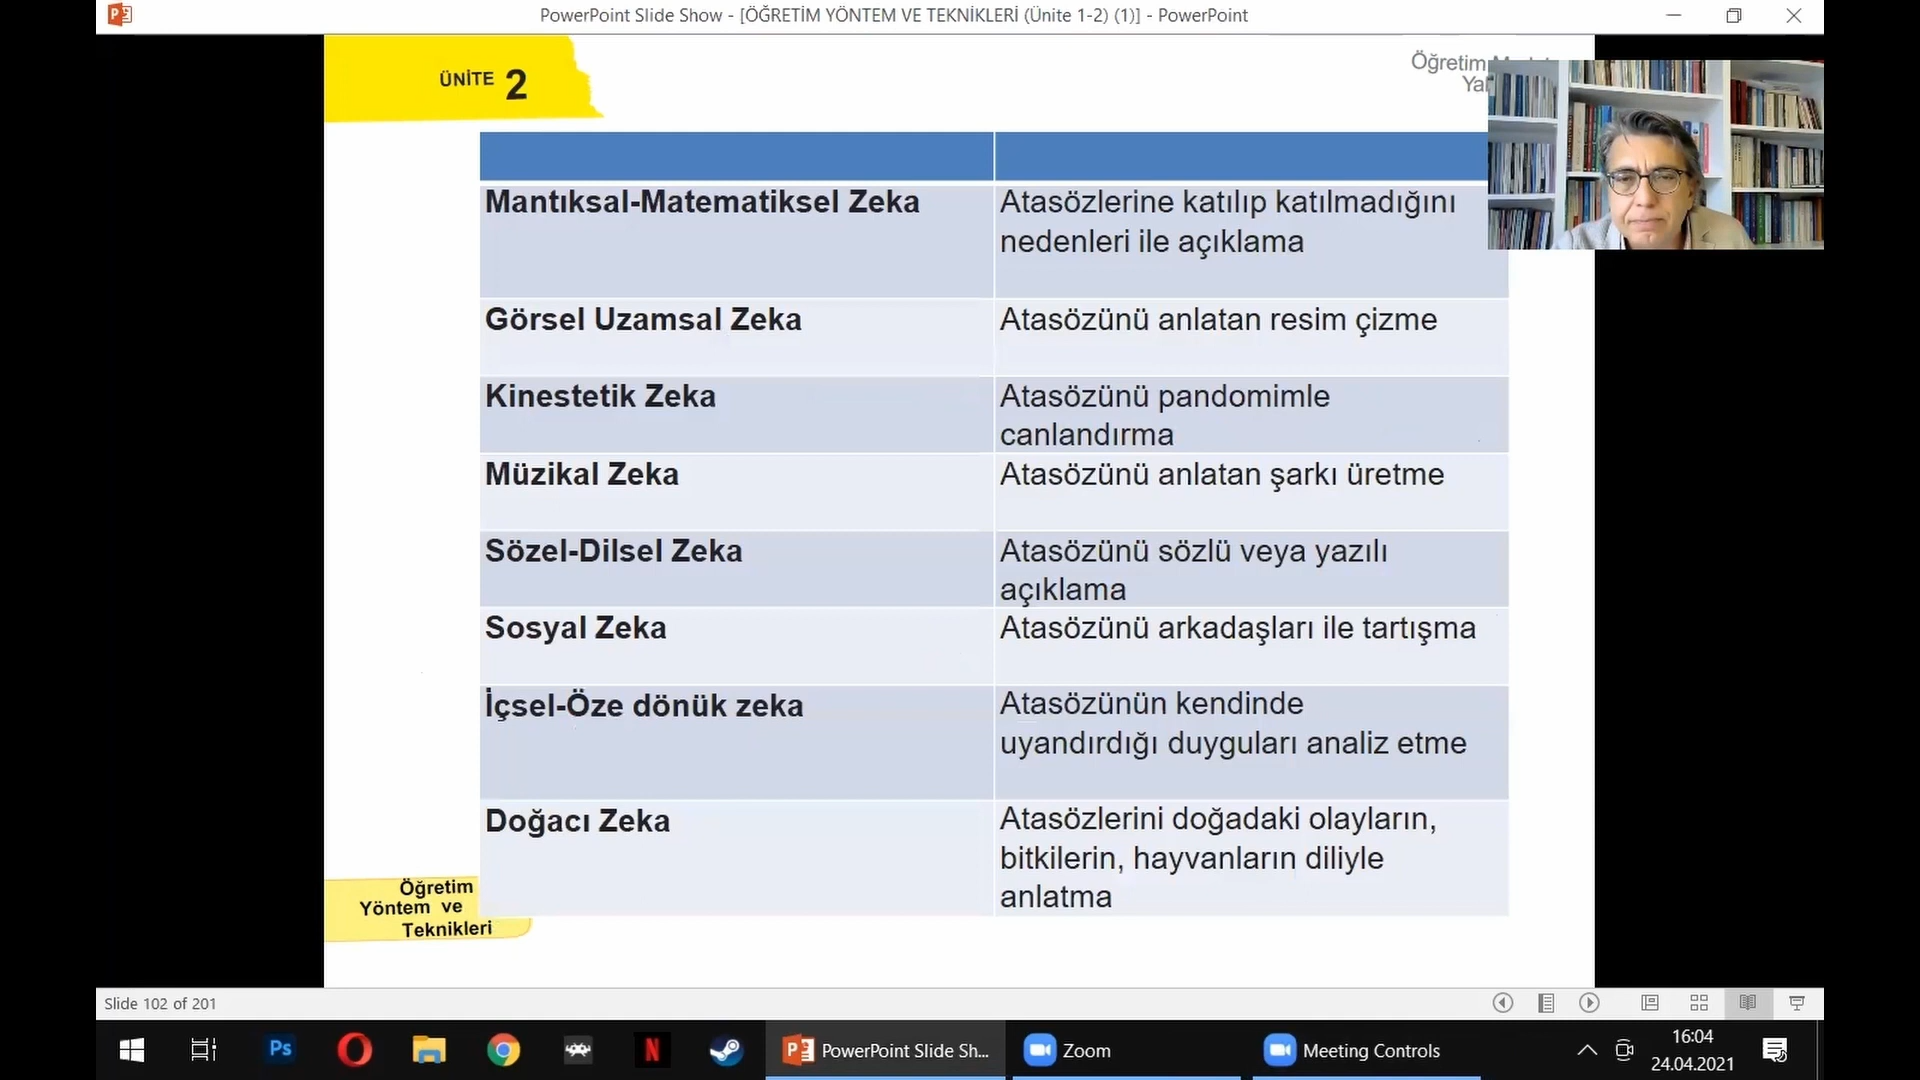 PowerPoint Slide Show - [ÖĞRETİM YÖNTEM VE TEKNİKLERİ (Ünite 1-2) (1)] - PowerPoint
ÜNİTE 2
Öğretim
Mantıksal-Matematiksel Zeka
Atasözlerine katılıp katılmadığını
nedenleri ile açıklama
Görsel Uzamsal Zeka
Atasözünü anlatan resim çizme
Kinestetik Zeka
Atasözünü pandomimle
canlandırma
Müzikal Zeka
Atasözünü anlatan şarkı üretme
Sözel-Dilsel Zeka
Atasözünü sözlü veya yazılı
açıklama
Sosyal Zeka
Atasözünü arkadaşları ile tartışma
İçsel-Öze dönük zeka
Atasözünün kendinde
uyandırdığı duyguları analiz etme
Doğacı Zeka
Atasözlerini doğadaki olayların,
bitkilerin, hayvanların diliyle
anlatma
Öğretim
Yöntem ve
Teknikleri
Slide 102 of 201
Ps
N
PowerPoint Slide Sh...
Zoom
Meeting Controls
16:04
24.04.2021